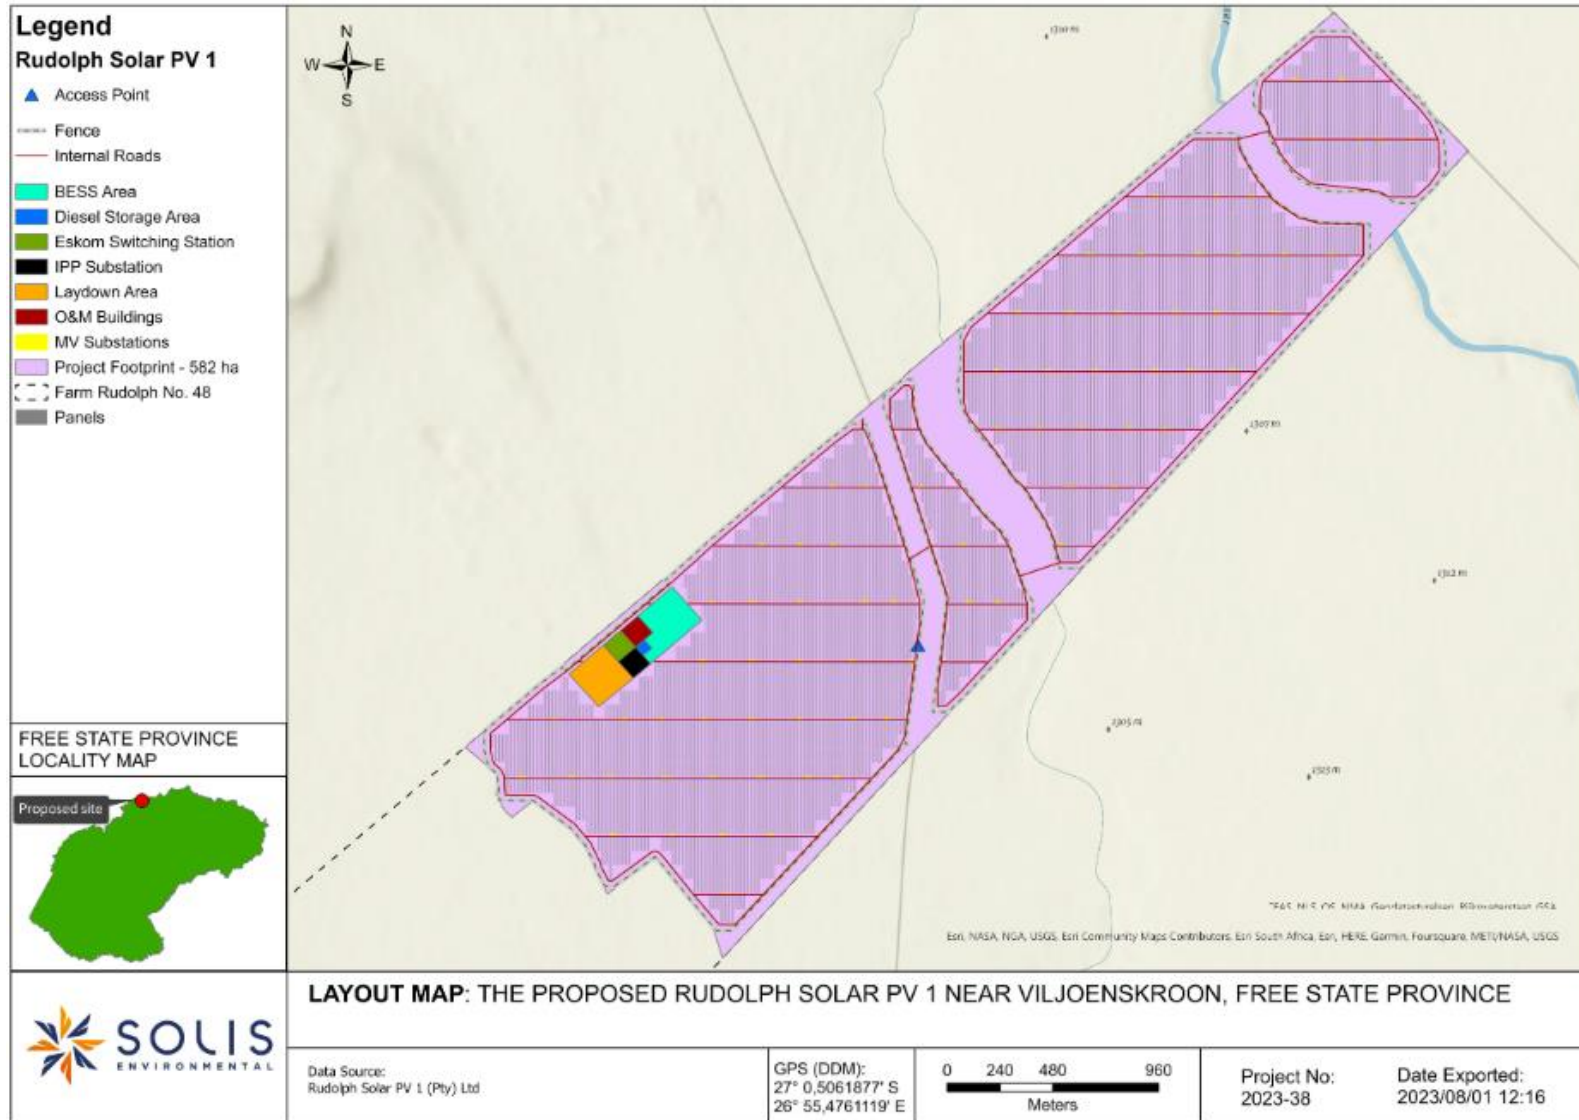 Legend
Rudolph Solar PV 1
Access Point
Fence
Internal Roads
BESS Area
Diesel Storage Area
Eskom Switching Station
IPP Substation
Laydown Area
O&M Buildings
MV Substations
Project Footprint - 582 ha
Farm Rudolph No. 48
Panels
N
W E
S
1312 m
1305 m
FREE STATE PROVINCE
LOCALITY MAP
Proposed site
Esri, NASA, NGA, USGS, Esri Community Maps Contributors, Esri South Africa, Esri, HERE, Garmin, Foursquare, METI/NASA, USGS
SOLIS
ENVIRONMENTAL
LAYOUT MAP: THE PROPOSED RUDOLPH SOLAR PV 1 NEAR VILJOENSKROON, FREE STATE PROVINCE
Data Source:
Rudolph Solar PV 1 (Pty) Ltd
GPS (DDM):
27° 0,5061877' S
26° 55,4761119' E
0 240 480 960
Meters
Project No:
2023-38
Date Exported:
2023/08/01 12:16